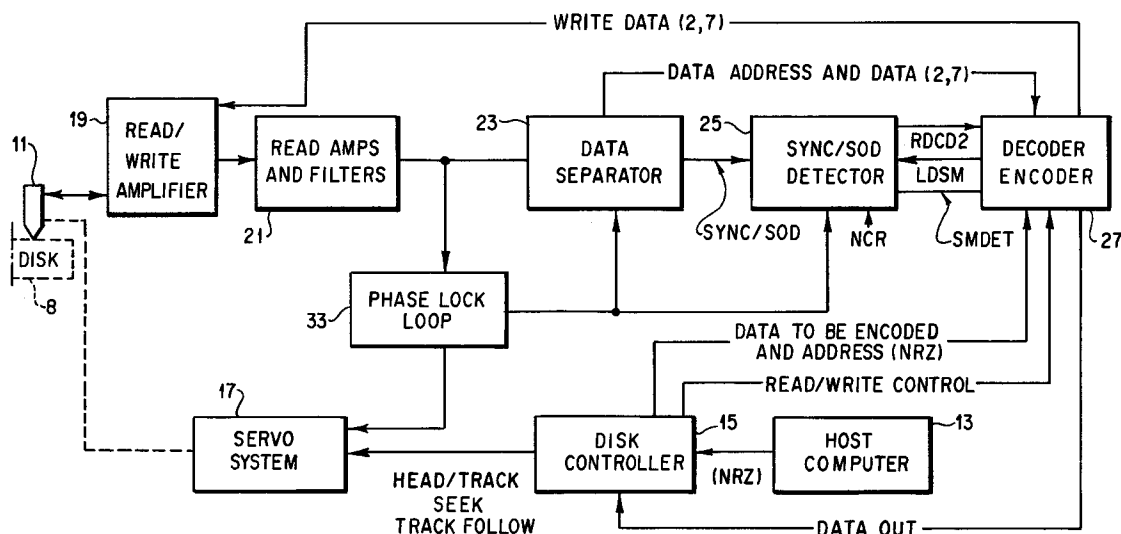 WRITE DATA (2,7)
DATA ADDRESS AND DATA (2,7)
19
READ/
WRITE
AMPLIFIER
READ AMPS
AND FILTERS
21
23
DATA
SEPARATOR
25
SYNC/SOD
DETECTOR
RDCD2
LDSM
SMDET
DECODER
ENCODER
27
11
DISK
8
SYNC/SOD
NCR
33
PHASE LOCK
LOOP
DATA TO BE ENCODED
AND ADDRESS (NRZ)
READ/WRITE CONTROL
17
SERVO
SYSTEM
HEAD/TRACK
SEEK
TRACK FOLLOW
15
DISK
CONTROLLER
(NRZ)
13
HOST
COMPUTER
DATA OUT